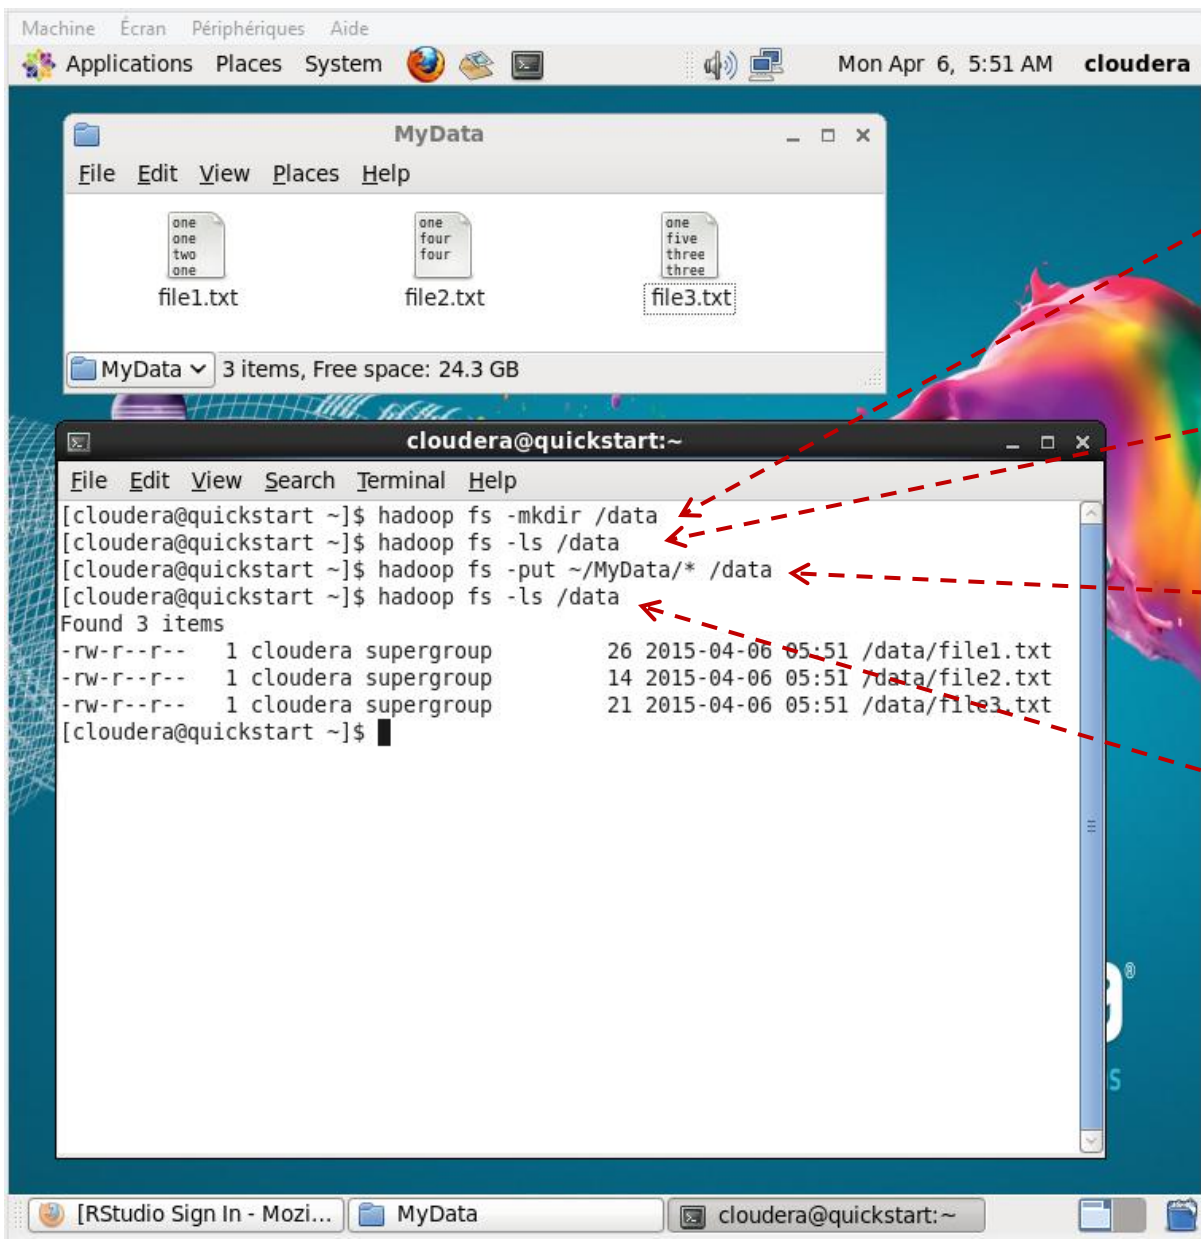 Machine Écran Périphériques Aide
Applications Places System Mon Apr 6, 5:51 AM cloudera
MyData
File Edit View Places Help
one
one
two
one
file1.txt
one
four
four
file2.txt
one
five
three
three
file3.txt
MyData 3 items, Free space: 24.3 GB
cloudera@quickstart:~
File Edit View Search Terminal Help
[cloudera@quickstart ~]$ hadoop fs -mkdir /data
[cloudera@quickstart ~]$ hadoop fs -ls /data
[cloudera@quickstart ~]$ hadoop fs -put ~/MyData/* /data
[cloudera@quickstart ~]$ hadoop fs -ls /data
Found 3 items
-rw-r--r-- 1 cloudera supergroup 26 2015-04-06 05:51 /data/file1.txt
-rw-r--r-- 1 cloudera supergroup 14 2015-04-06 05:51 /data/file2.txt
-rw-r--r-- 1 cloudera supergroup 21 2015-04-06 05:51 /data/file3.txt
[cloudera@quickstart ~]$
®
[RStudio Sign In - Mozi... MyData cloudera@quickstart:~